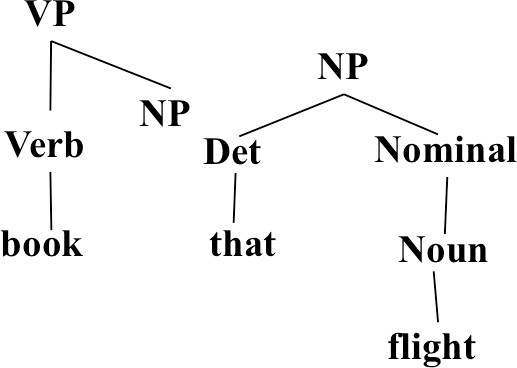 VP
NP
NP
Verb
Det
Nominal
book
that
Noun
flight